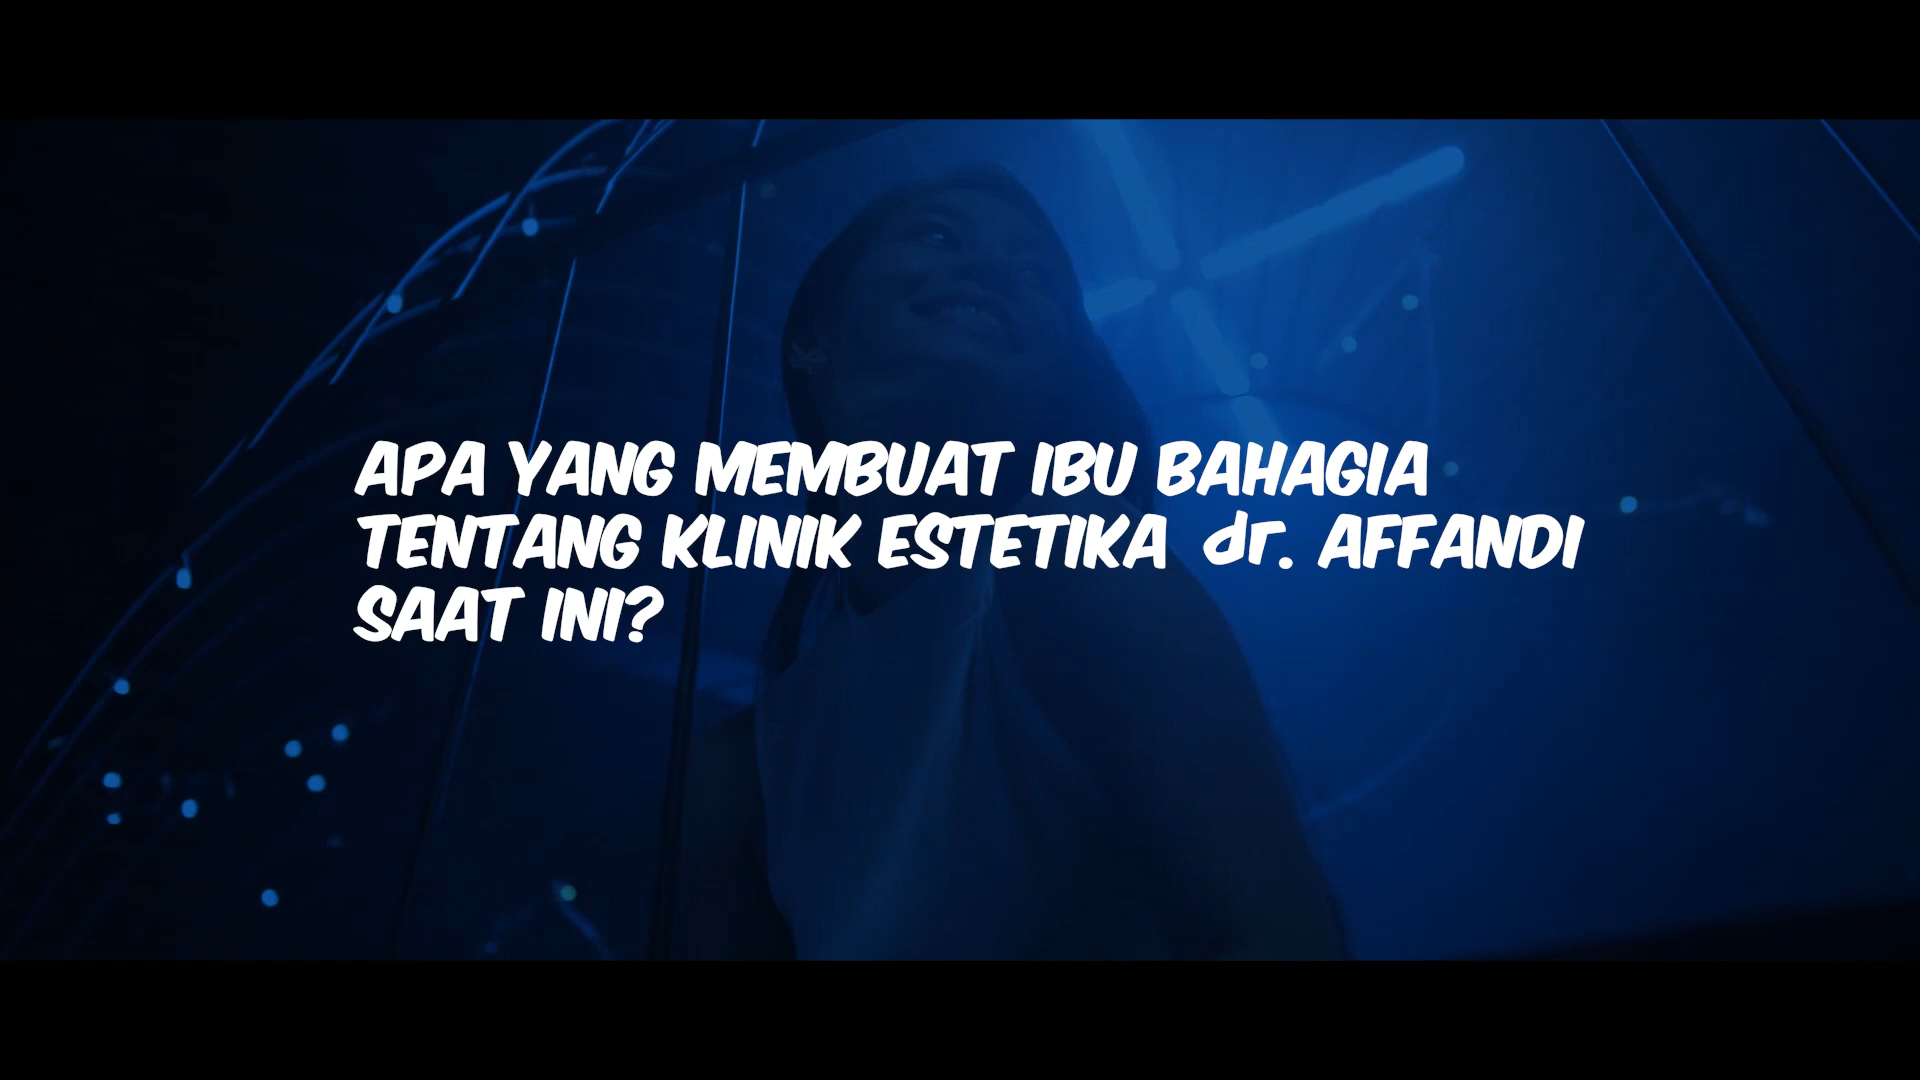 APA YANG MEMBUAT IBU BAHAGIA
TENTANG KLINIK ESTETIKA dr. AFFANDI
SAAT INI?